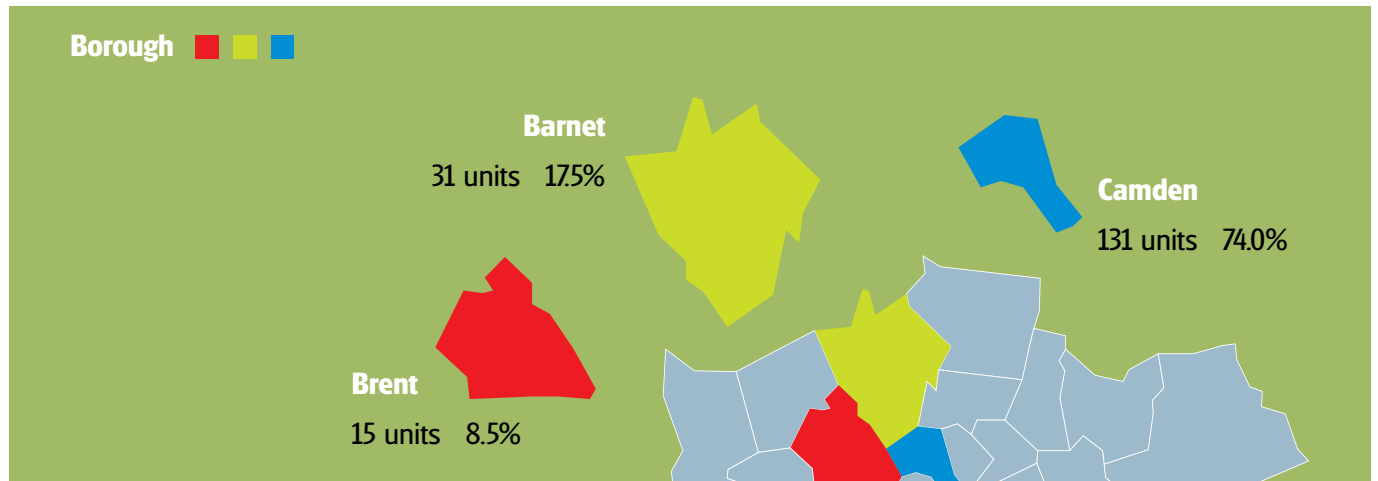 Borough
Barnet
31 units 17.5%
Camden
131 units 74.0%
Brent
15 units 8.5%